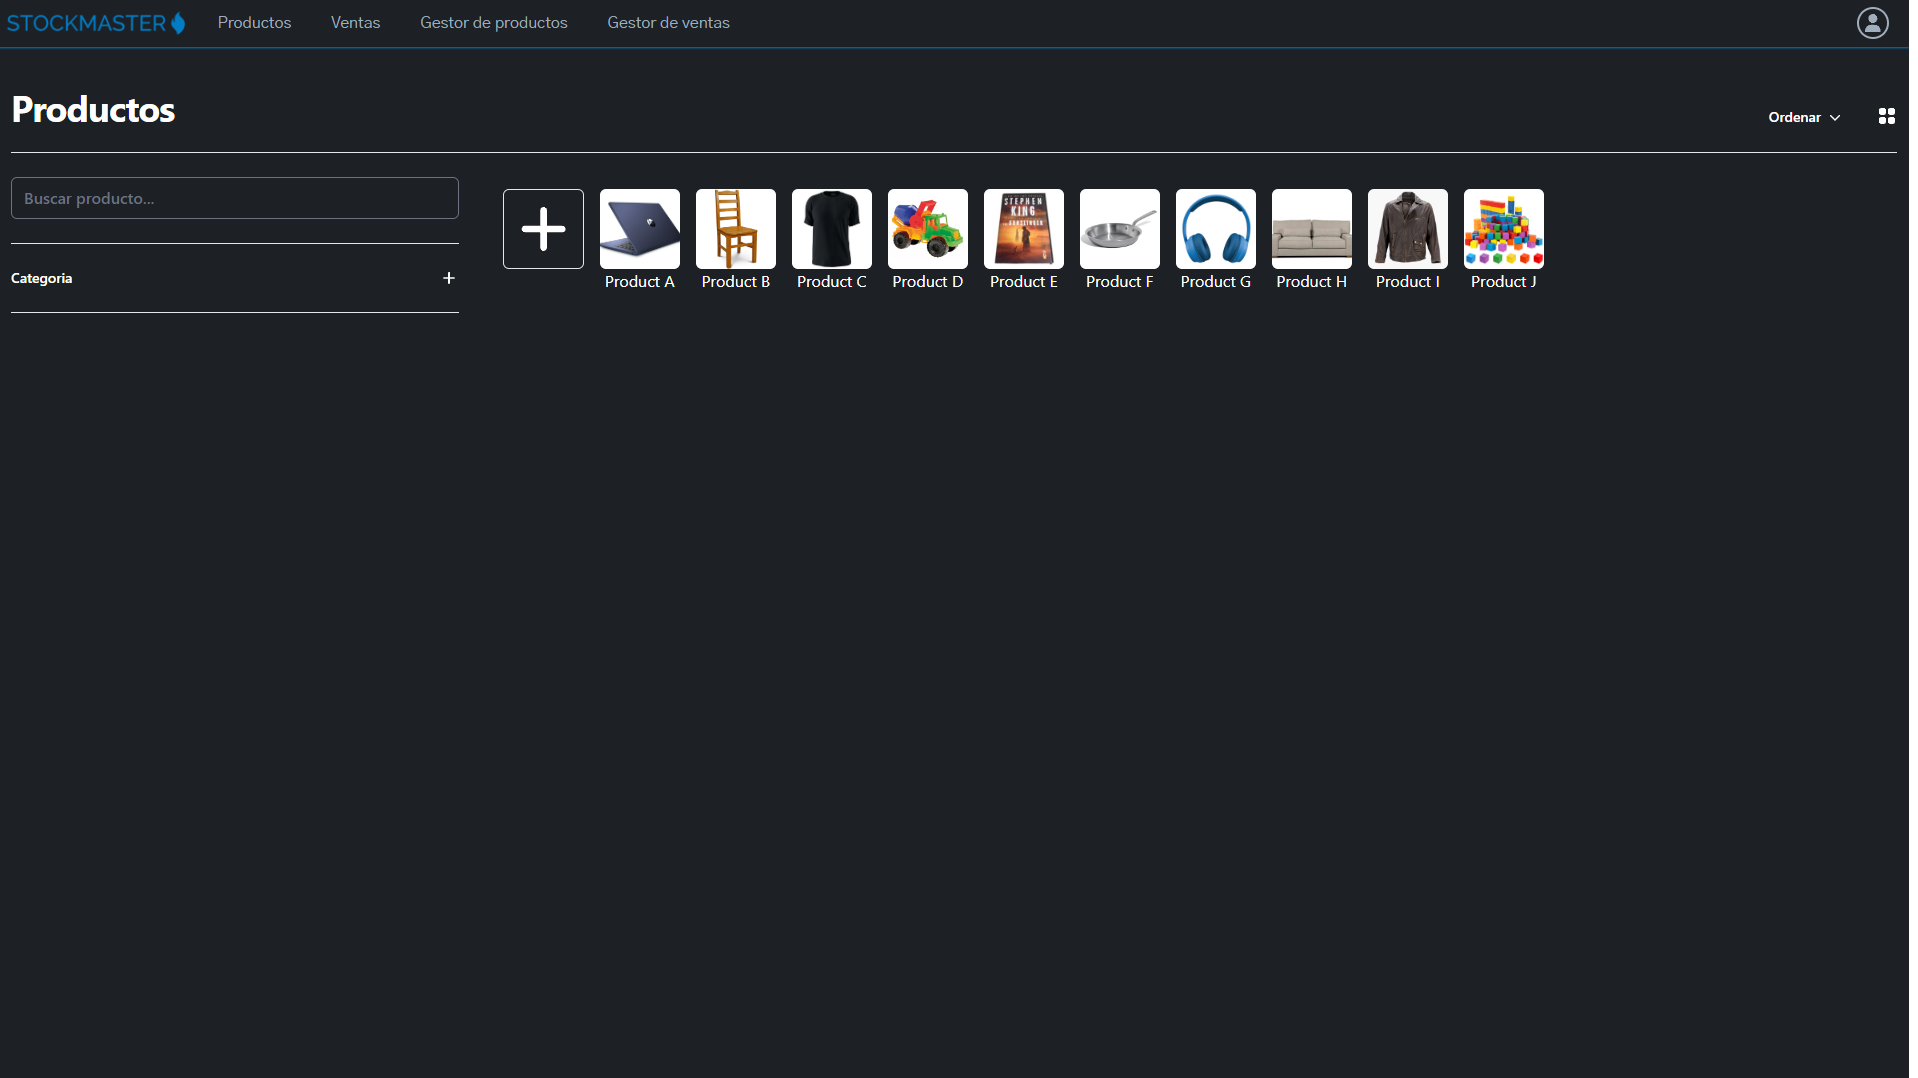 STOCKMASTER Productos Ventas Gestor de productos Gestor de ventas
Productos
Ordenar
Buscar producto...
Categoria
STEPHEN
KING
Product A Product B Product C Product D Product E Product F Product G Product H Product I Product J